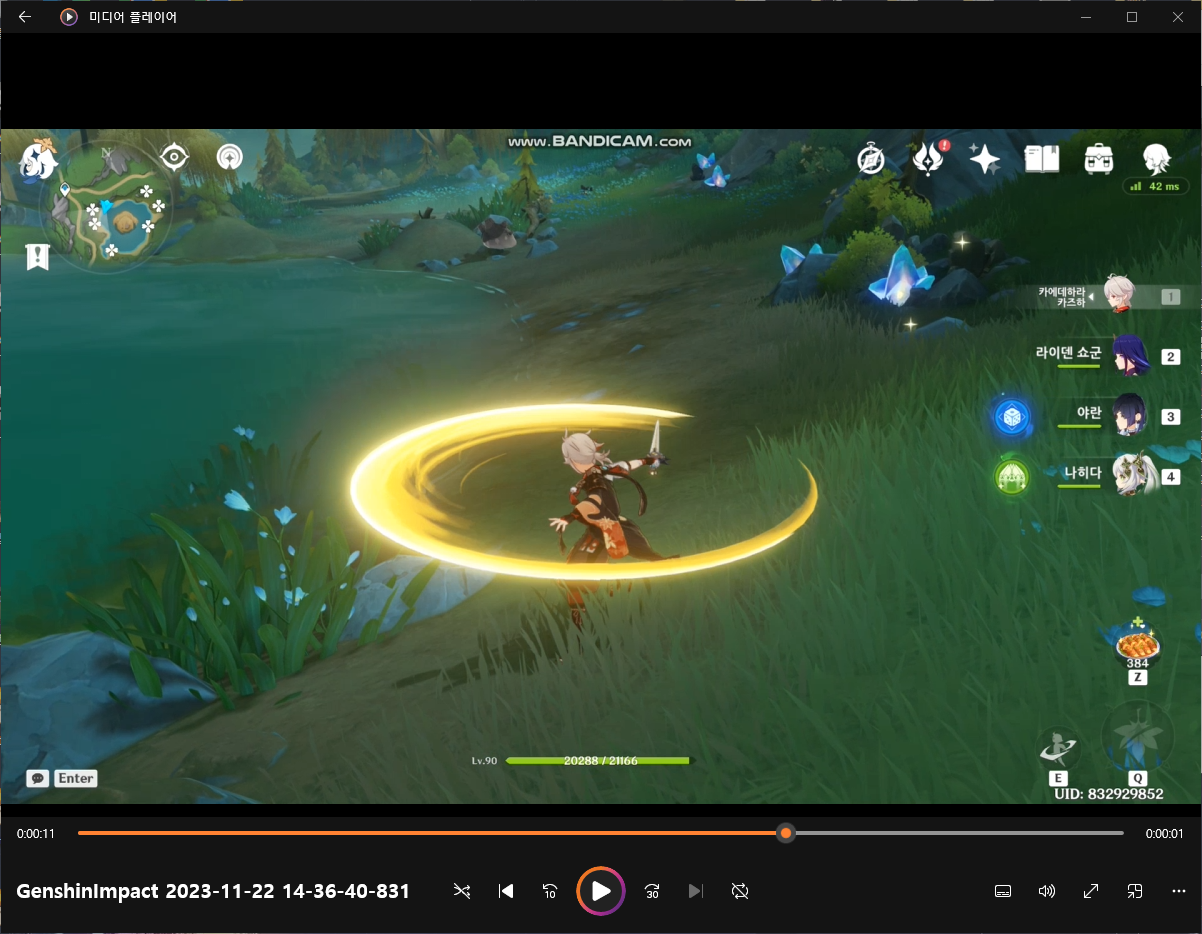 미디어 플레이어
www.BANDICAM.com
N
42 ms
카에데하라
카즈하
1
라이덴 쇼군
2
야란
3
나히다
4
384
Z
Lv.90
20288 / 21166
Enter
E
Q
UID: 832929852
0:00:11
0:00:01
GenshinImpact 2023-11-22 14-36-40-831
10
30